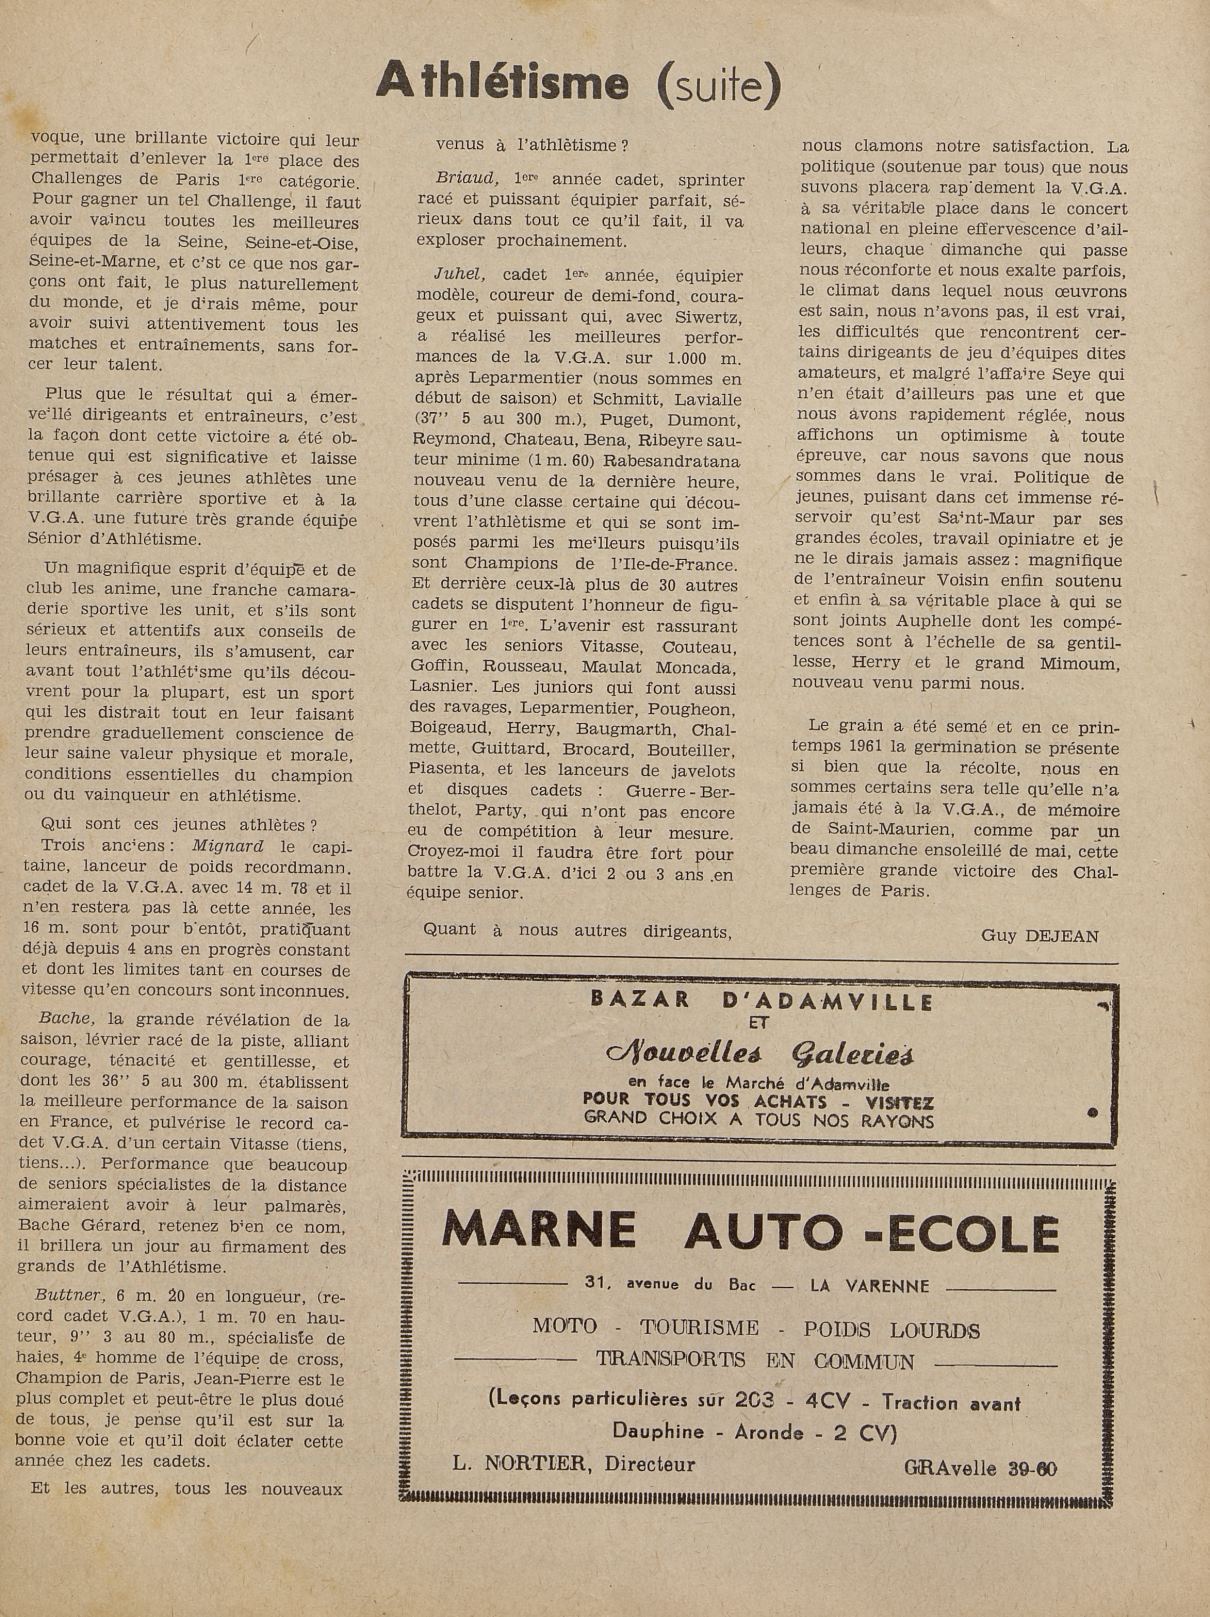 Athlétisme (suite)
voque, une brillante victoire qui leur
permettait d'enlever la 1ere place des
Challenges de Paris 1ere catégorie.
Pour gagner un tel Challenge, il faut
avoir vaincu toutes les meilleures
équipes de la Seine, Seine-et-Oise,
Seine-et-Marne, et c'st ce que nos gar-
çons ont fait, le plus naturellement
du monde, et je dirais même, pour
avoir suivi attentivement tous les
matches et entraînements, sans for-
cer leur talent.
Plus que le résultat qui a émer-
veillé dirigeants et entraîneurs, c'est
la façon dont cette victoire a été ob-
tenue qui est significative et laisse
présager à ces jeunes athlètes une
brillante carrière sportive et à la
V.G.A. une future très grande équipe
Sénior d'Athlétisme.
Un magnifique esprit d'équipe et de
club les anime, une franche camara-
derie sportive les unit, et s'ils sont
sérieux et attentifs aux conseils de
leurs entraîneurs, ils s'amusent, car
avant tout l'athlétisme qu'ils décou-
vrent pour la plupart, est un sport
qui les distrait tout en leur faisant
prendre graduellement conscience de
leur saine valeur physique et morale,
conditions essentielles du champion
ou du vainqueur en athlétisme.
Qui sont ces jeunes athlètes ?
Trois anciens : Mignard le capi-
taine, lanceur de poids recordmann.
cadet de la V.G.A. avec 14 m. 78 et il
n'en restera pas là cette année, les
16 m. sont pour bientôt, pratiquant
déjà depuis 4 ans en progrès constant
et dont les limites tant en courses de
vitesse qu'en concours sont inconnues.
Bache, la grande révélation de la
saison, lévrier racé de la piste, alliant
courage, ténacité et gentillesse, et
dont les 36'' 5 au 300 m. établissent
la meilleure performance de la saison
en France, et pulvérise le record ca-
det V.G.A. d'un certain Vitasse (tiens,
tiens...). Performance que beaucoup
de seniors spécialistes de la distance
aimeraient avoir à leur palmarès,
Bache Gérard, retenez bien ce nom,
il brillera un jour au firmament des
grands de l'Athlétisme.
Buttner, 6 m. 20 en longueur, (re-
cord cadet V.G.A.), 1 m. 70 en hau-
teur, 9'' 3 au 80 m., spécialiste de
haies, 4e homme de l'équipe de cross,
Champion de Paris, Jean-Pierre est le
plus complet et peut-être le plus doué
de tous, je pense qu'il est sur la
bonne voie et qu'il doit éclater cette
année chez les cadets.
Et les autres, tous les nouveaux
venus à l'athlètisme ?
Briaud, 1ere année cadet, sprinter
racé et puissant équipier parfait, sé-
rieux dans tout ce qu'il fait, il va
exploser prochainement.
Juhel, cadet 1ere année, équipier
modèle, coureur de demi-fond, coura-
geux et puissant qui, avec Siwertz,
a réalisé les meilleures perfor-
mances de la V.G.A. sur 1.000 m.
après Leparmentier (nous sommes en
début de saison) et Schmitt, Lavialle
(37'' 5 au 300 m.), Puget, Dumont,
Reymond, Chateau, Bena, Ribeyre sau-
teur minime (1 m. 60) Rabesandratana
nouveau venu de la dernière heure,
tous d'une classe certaine qui décou-
vrent l'athlètisme et qui se sont im-
posés parmi les meilleurs puisqu'ils
sont Champions de l'Ile-de-France.
Et derrière ceux-là plus de 30 autres
cadets se disputent l'honneur de figu-
gurer en 1ere. L'avenir est rassurant
avec les seniors Vitasse, Couteau,
Goffin, Rousseau, Maulat Moncada,
Lasnier. Les juniors qui font aussi
des ravages, Leparmentier, Pougheon,
Boigeaud, Herry, Baugmarth, Chal-
mette, Guittard, Brocard, Bouteiller,
Piasenta, et les lanceurs de javelots
et disques cadets : Guerre-Ber-
thelot, Party, qui n'ont pas encore
eu de compétition à leur mesure.
Croyez-moi il faudra être fort pour
battre la V.G.A. d'ici 2 ou 3 ans en
équipe senior.
Quant à nous autres dirigeants,
nous clamons notre satisfaction. La
politique (soutenue par tous) que nous
suvons placera rapidement la V.G.A.
à sa véritable place dans le concert
national en pleine effervescence d'ail-
leurs, chaque dimanche qui passe
nous réconforte et nous exalte parfois,
le climat dans lequel nous œuvrons
est sain, nous n'avons pas, il est vrai,
les difficultés que rencontrent cer-
tains dirigeants de jeu d'équipes dites
amateurs, et malgré l'affaire Seye qui
n'en était d'ailleurs pas une et que
nous avons rapidement réglée, nous
affichons un optimisme à toute
épreuve, car nous savons que nous
sommes dans le vrai. Politique de
jeunes, puisant dans cet immense ré-
servoir qu'est Saint-Maur par ses
grandes écoles, travail opiniatre et je
ne le dirais jamais assez : magnifique
de l'entraîneur Voisin enfin soutenu
et enfin à sa véritable place à qui se
sont joints Auphelle dont les compé-
tences sont à l'échelle de sa gentil-
lesse, Herry et le grand Mimoum,
nouveau venu parmi nous.
Le grain a été semé et en ce prin-
temps 1961 la germination se présente
si bien que la récolte, nous en
sommes certains sera telle qu'elle n'a
jamais été à la V.G.A., de mémoire
de Saint-Maurien, comme par un
beau dimanche ensoleillé de mai, cette
première grande victoire des Chal-
lenges de Paris.
Guy DEJEAN
BAZAR D'ADAMVILLE
ET
Nouvelles Galeries
en face le Marché d'Adamville
POUR TOUS VOS ACHATS - VISITEZ
GRAND CHOIX A TOUS NOS RAYONS
MARNE AUTO-ECOLE
31, avenue du Bac — LA VARENNE
MOTO - TOURISME - POIDS LOURDS
TRANSPORTS EN COMMUN
(Leçons particulières sur 203 - 4CV - Traction avant
Dauphine - Aronde - 2 CV)
L. NORTIER, Directeur GRAvelle 39-60